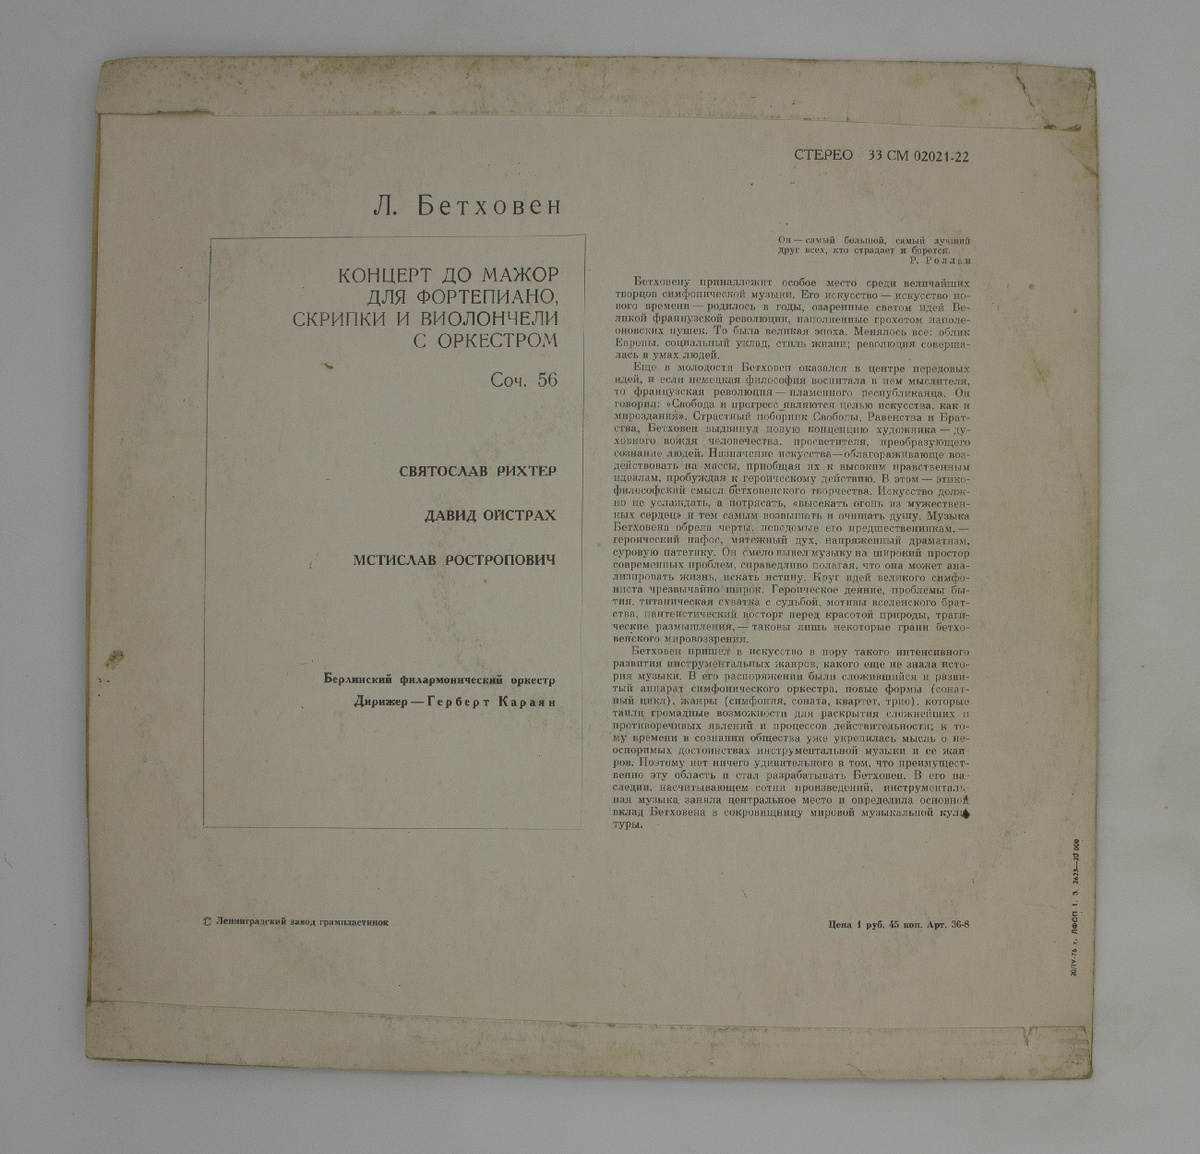 СТЕРЕО 33 СМ 02021-22
Л. Бетховен
КОНЦЕРТ ДО МАЖОР
ДЛЯ ФОРТЕПИАНО,
СКРИПКИ И ВИОЛОНЧЕЛИ
С ОРКЕСТРОМ
Соч. 56
СВЯТОСЛАВ РИХТЕР
ДАВИД ОЙСТРАХ
МСТИСЛАВ РОСТРОПОВИЧ
Берлинский филармонический оркестр
Дирижер — Герберт Караян
Он — самый большой, самый лучший
друг всех, кто страдает и борется.
Р. Роллан
Бетховену принадлежит особое место среди величайших
творцов симфонической музыки. Его искусство — искусство но-
вого времени — родилось в годы, озаренные светом идей Ве-
ликой французской революции, наполненные грохотом наполе-
оновских пушек. То была великая эпоха. Менялось все: облик
Европы, социальный уклад, стиль жизни; революция соверша-
лась в умах людей.
Еще в молодости Бетховен оказался в центре передовых
идей, и если немецкая философия воспитала в нем мыслителя,
то французская революция — пламенного республиканца. Он
говорил: «Свобода и прогресс являются целью искусства, как и
мироздания». Страстный поборник Свободы, Равенства и Брат-
ства, Бетховен выдвинул новую концепцию художника — ду-
ховного вождя человечества, просветителя, преобразующего
сознание людей. Назначение искусства — облагораживающе воз-
действовать на массы, приобщая их к высоким нравственным
идеалам, пробуждая к героическому действию. В этом — этико-
философский смысл бетховенского творчества. Искусство долж-
но не услаждать, а потрясать, «высекать огонь из мужествен-
ных сердец» и тем самым возвышать и очищать душу. Музыка
Бетховена обрела черты, неведомые его предшественникам, —
героический пафос, мятежный дух, напряженный драматизм,
суровую патетику. Он смело вывел музыку на широкий простор
современных проблем, справедливо полагая, что она может ана-
лизировать жизнь, искать истину. Круг идей великого симфо-
ниста чрезвычайно широк. Героическое деяние, проблемы бы-
тия, титаническая схватка с судьбой, мотивы вселенского брат-
ства, пантеистический восторг перед красотой природы, траги-
ческие размышления, — таковы лишь некоторые грани бетхо-
венского мировоззрения.
Бетховен пришел в искусство в пору такого интенсивного
развития инструментальных жанров, какого еще не знала исто-
рия музыки. В его распоряжении были сложившийся и разви-
тый аппарат симфонического оркестра, новые формы (сонат-
ный цикл), жанры (симфония, соната, квартет, трио), которые
таили громадные возможности для раскрытия сложнейших и
противоречивых явлений и процессов действительности; к то-
му времени в сознании общества уже укрепилась мысль о не-
оспоримых достоинствах инструментальной музыки и ее жан-
ров. Поэтому нет ничего удивительного в том, что преимущест-
венно эту область и стал разрабатывать Бетховен. В его на-
следии, насчитывающем сотни произведений, инструменталь-
ная музыка заняла центральное место и определила основной
вклад Бетховена в сокровищницу мировой музыкальной куль-
туры.
© Ленинградский завод грампластинок
Цена 1 руб. 45 коп. Арт. 36-8
20/IV-76 г. ЛФОП 1. З. 2623—20 000